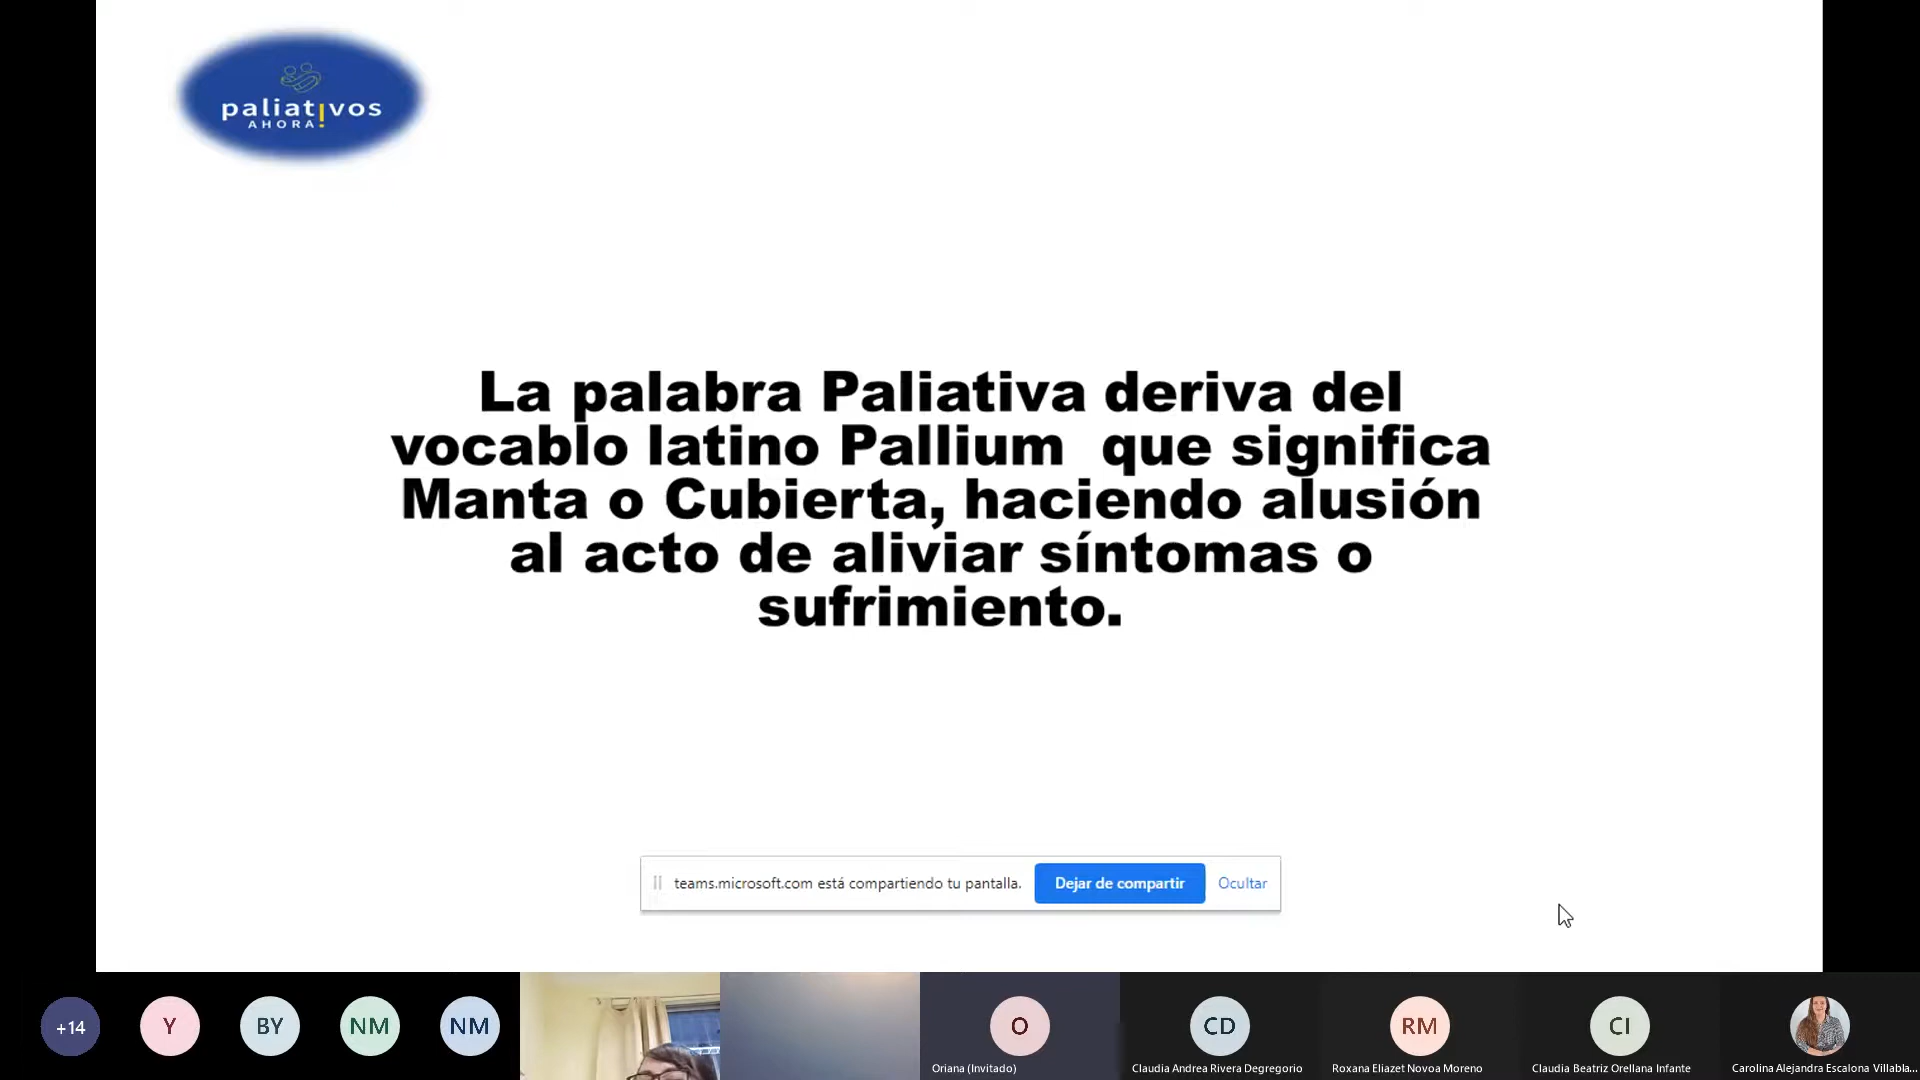 paliat!vos
AHORA
La palabra Paliativa deriva del
vocablo latino Pallium que significa
Manta o Cubierta, haciendo alusión
al acto de aliviar síntomas o
sufrimiento.
teams.microsoft.com está compartiendo tu pantalla.
Dejar de compartir
Ocultar
+14
Y
BY
NM
NM
O
CD
RM
CI
Oriana (Invitado)
Claudia Andrea Rivera Degregorio
Roxana Eliazet Novoa Moreno
Claudia Beatriz Orellana Infante
Carolina Alejandra Escalona Villabla...